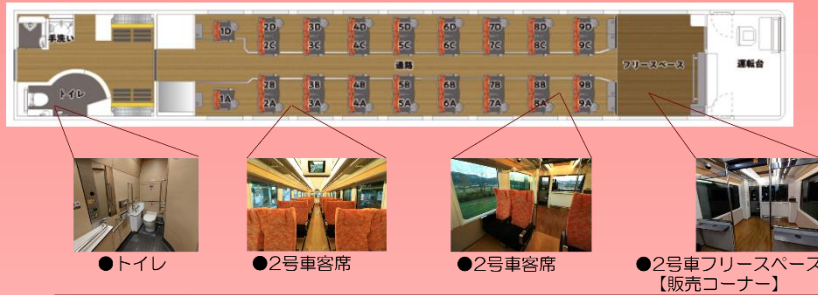 1D 2D 3D 4D 5D 6D 7D 8D 9D
手洗い
2C 3C 4C 5C 6C 7C 8C 9C
通路 フリースペース 運転台
トイレ
1A 2B 3B 4B 5B 6B 7B 8B 9B
2A 3A 4A 5A 6A 7A 8A 9A
●トイレ ●2号車客席 ●2号車客席 ●2号車フリースペース
【販売コーナー】